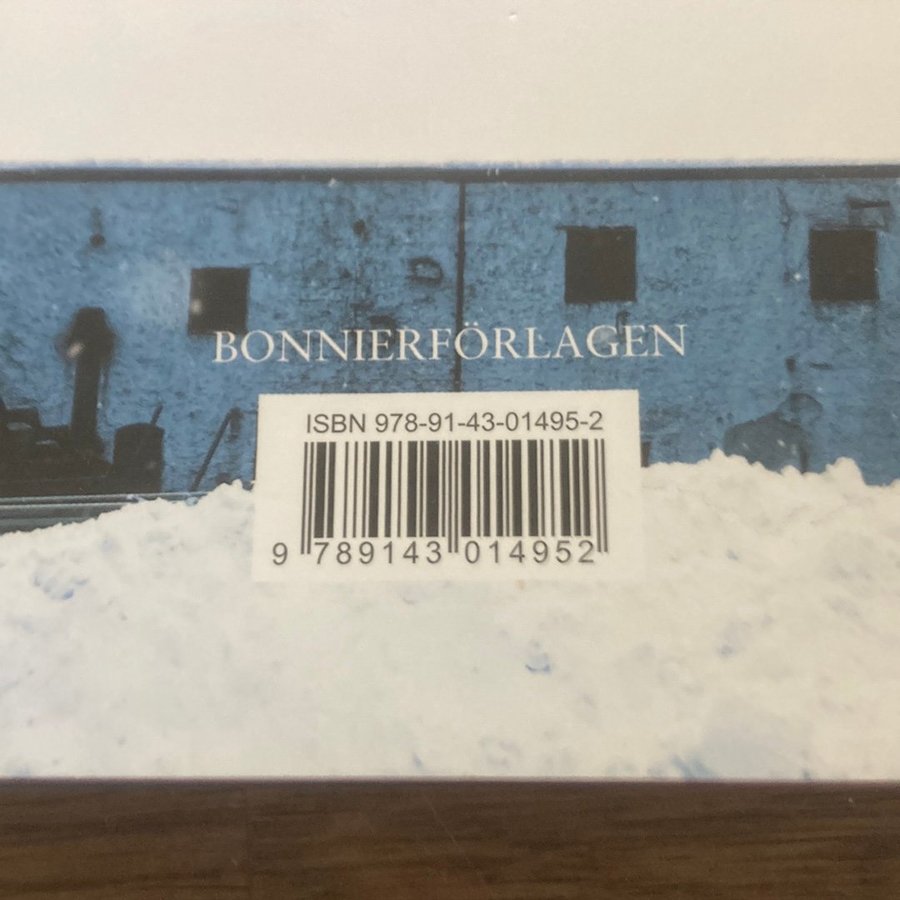 BONNIERFÖRLAGEN
ISBN 978-91-43-01495-2
9 789143 014952